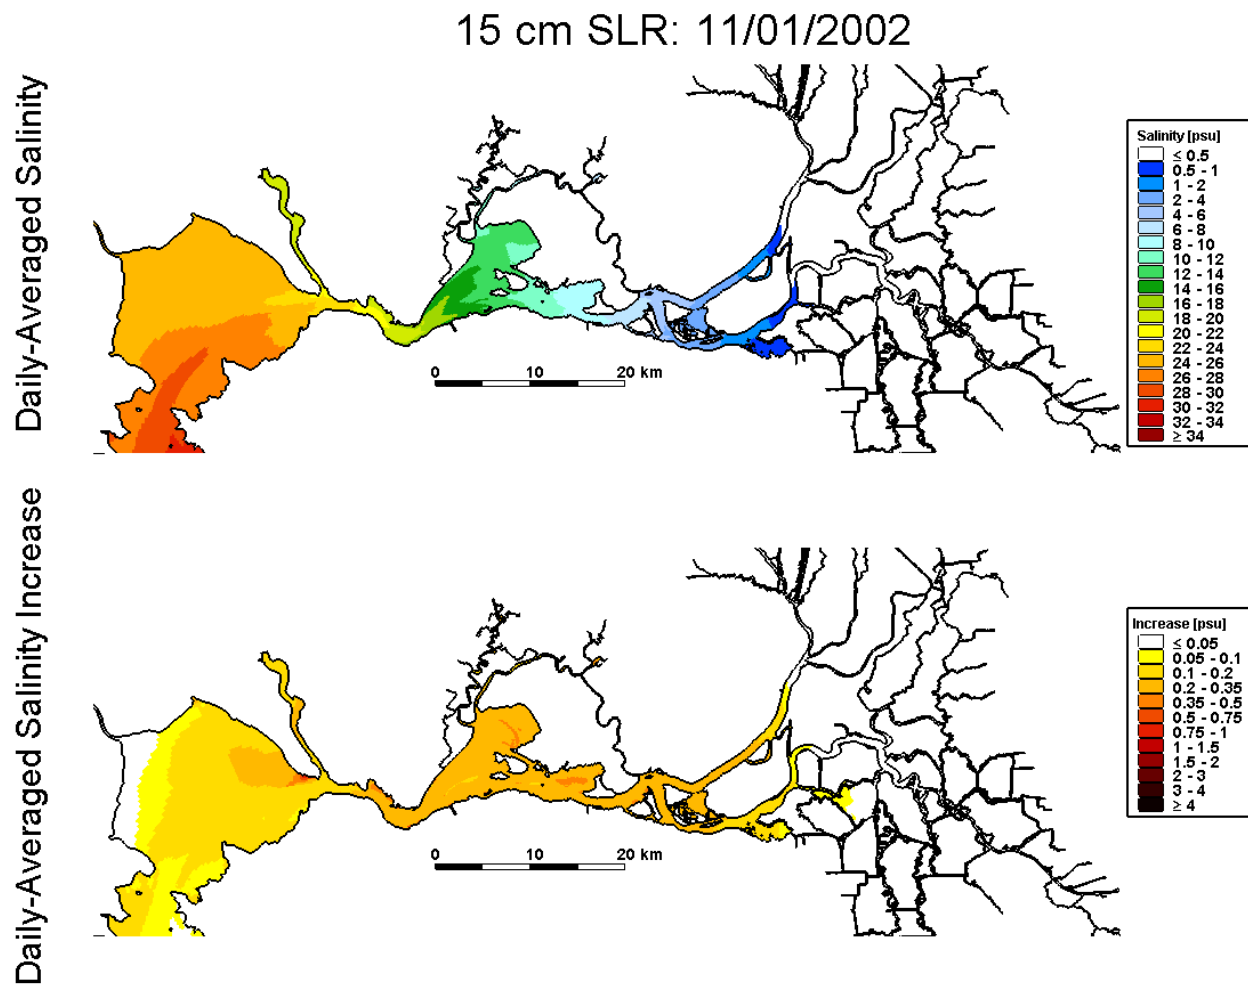 15 cm SLR: 11/01/2002
Daily-Averaged Salinity
Salinity [psu]
≤ 0.5
0.5 - 1
1 - 2
2 - 4
4 - 6
6 - 8
8 - 10
10 - 12
12 - 14
14 - 16
16 - 18
18 - 20
20 - 22
22 - 24
24 - 26
26 - 28
28 - 30
30 - 32
32 - 34
≥ 34
0 10 20 km
Daily-Averaged Salinity Increase
Increase [psu]
≤ 0.05
0.05 - 0.1
0.1 - 0.2
0.2 - 0.35
0.35 - 0.5
0.5 - 0.75
0.75 - 1
1 - 1.5
1.5 - 2
2 - 3
3 - 4
≥ 4
0 10 20 km